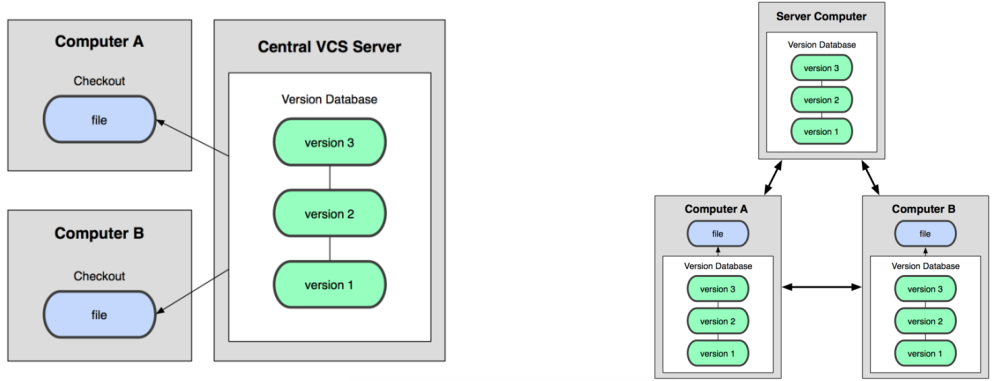 Computer A
Checkout
file
Computer B
Checkout
file
Central VCS Server
Version Database
version 3
version 2
version 1
Server Computer
Version Database
version 3
version 2
version 1
Computer A
file
Version Database
version 3
version 2
version 1
Computer B
file
Version Database
version 3
version 2
version 1